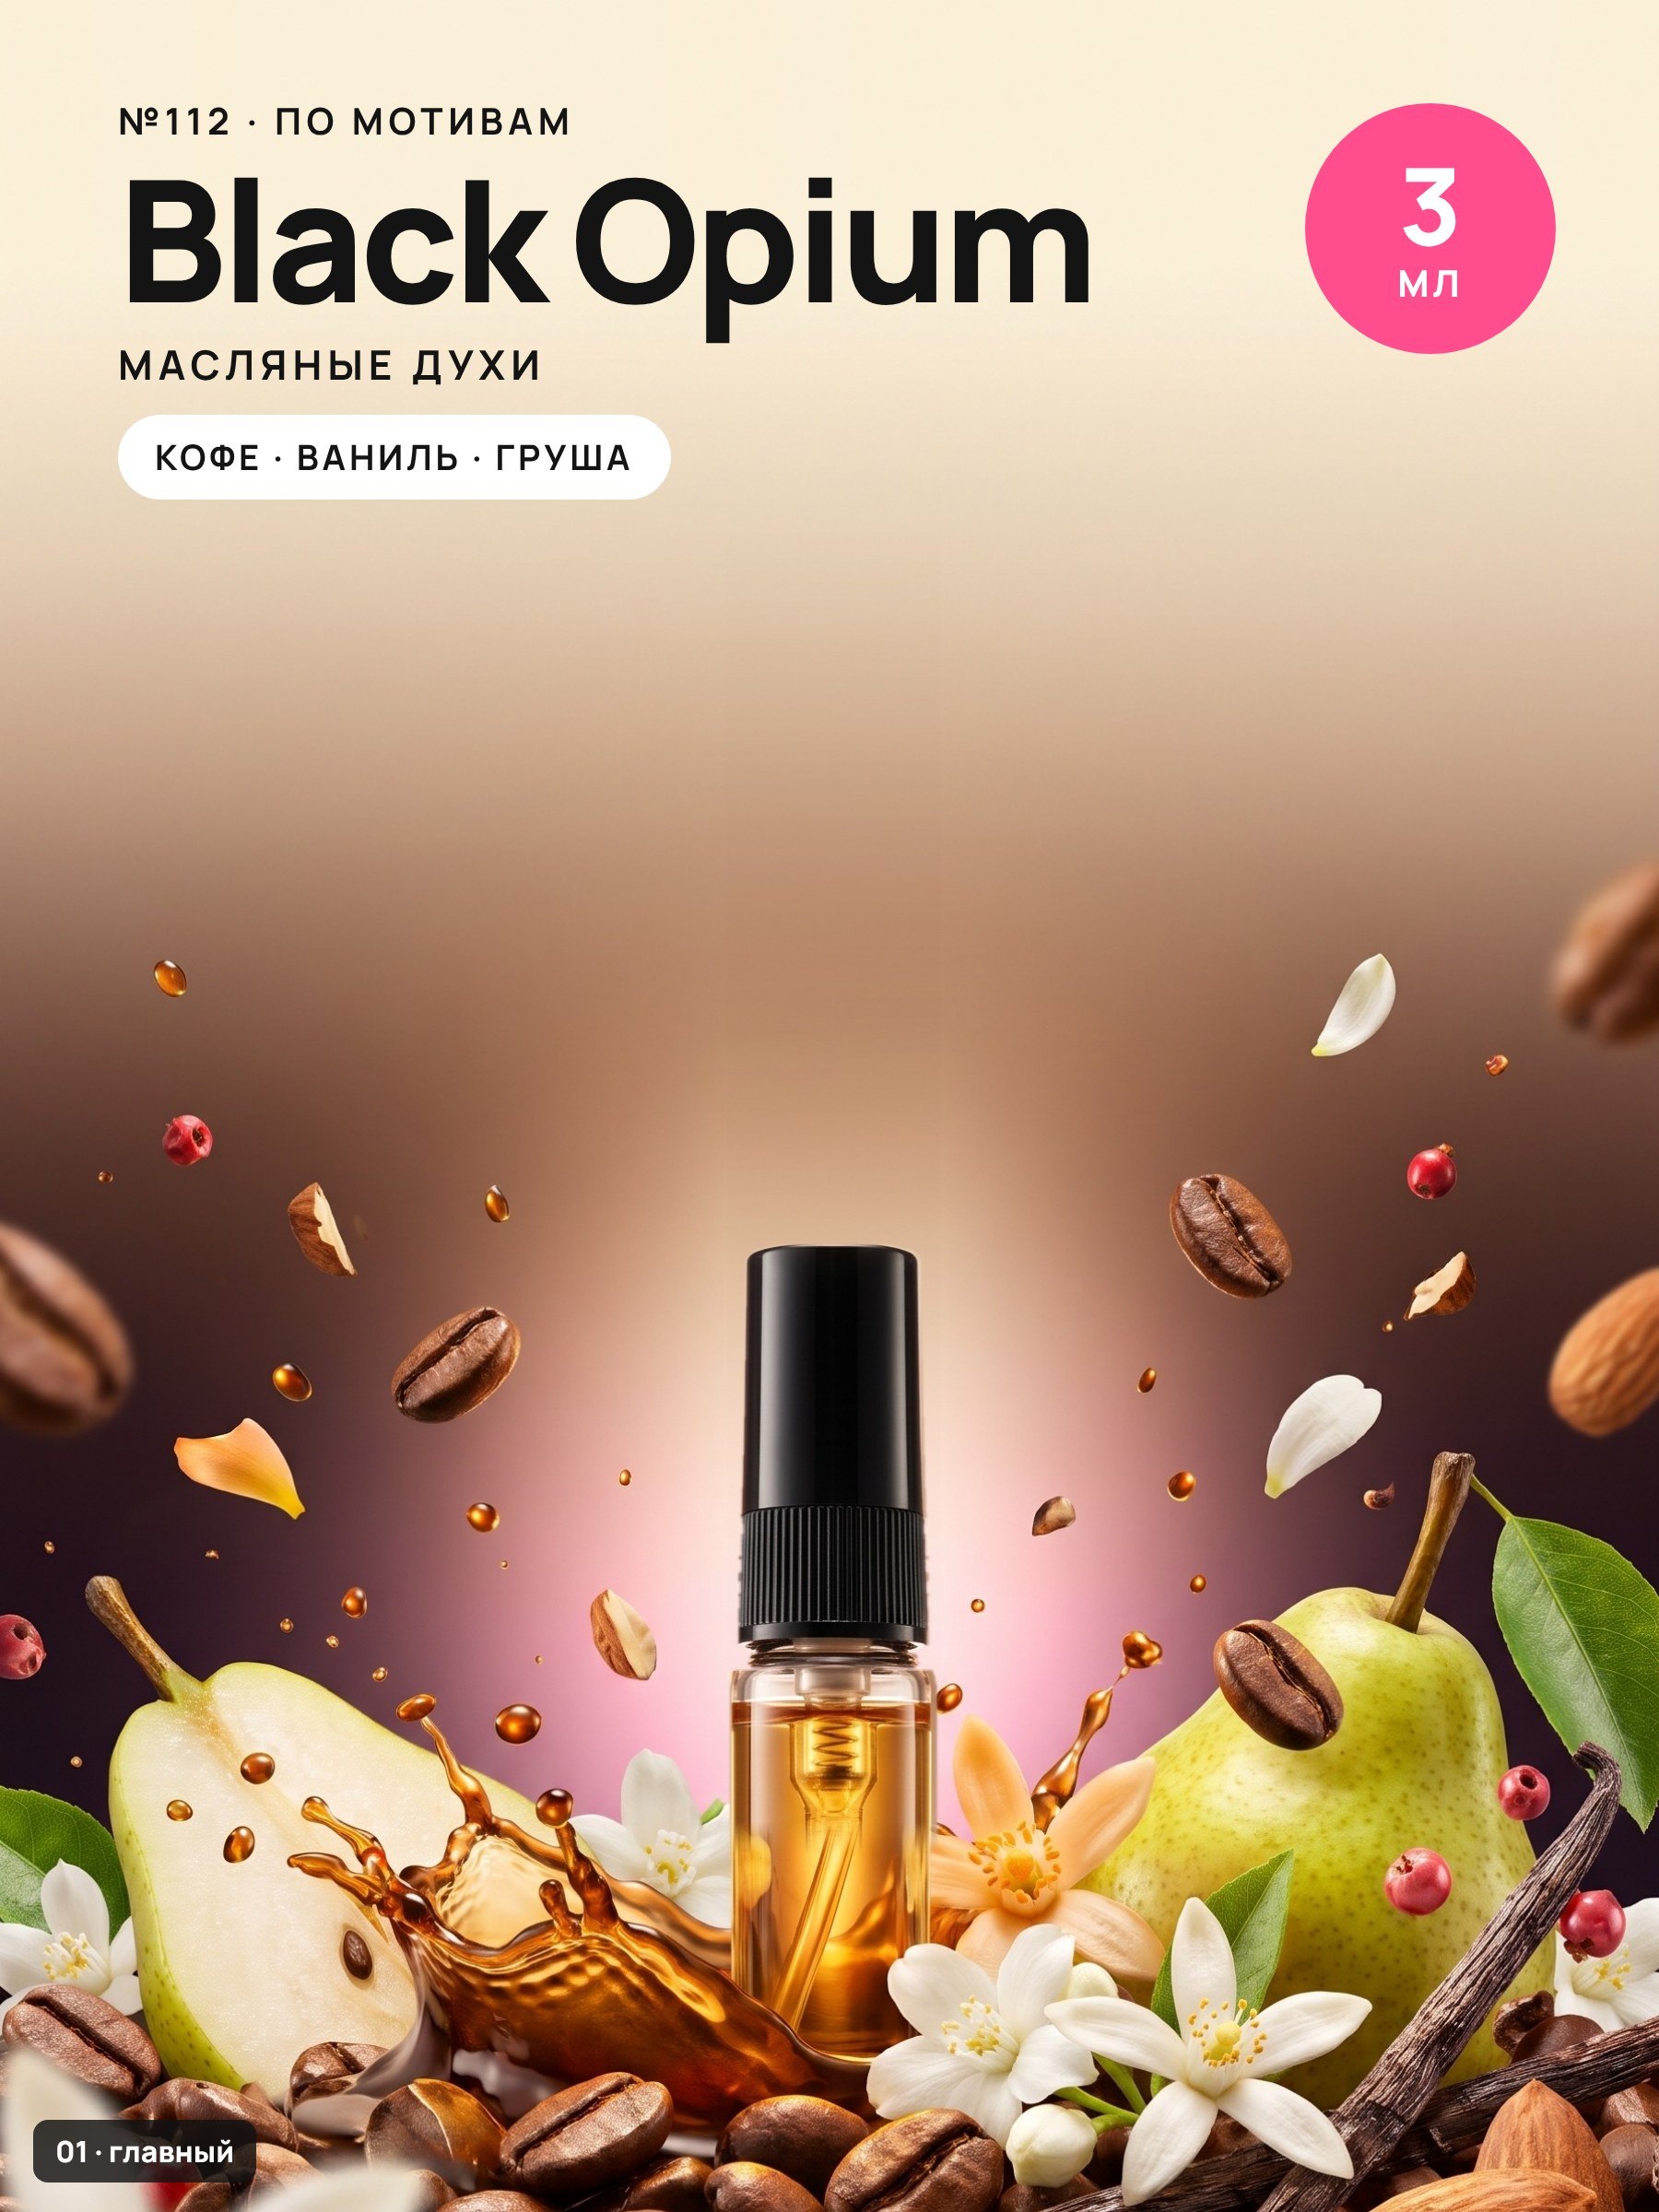 №112 · ПО МОТИВАМ
Black Opium
МАСЛЯНЫЕ ДУХИ
КОФЕ · ВАНИЛЬ · ГРУША
3
МЛ
01 · главный